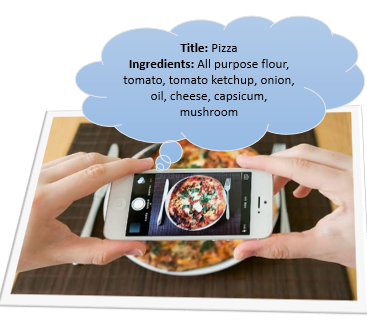 Title: Pizza
Ingredients: All purpose flour,
tomato, tomato ketchup, onion,
oil, cheese, capsicum,
mushroom